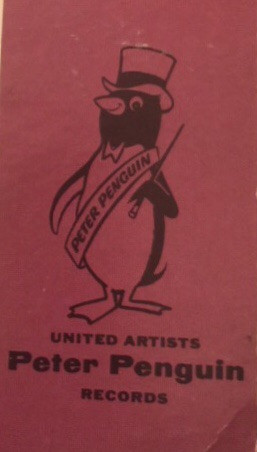 PETER PENGUIN
UNITED ARTISTS
Peter Penguin
RECORDS